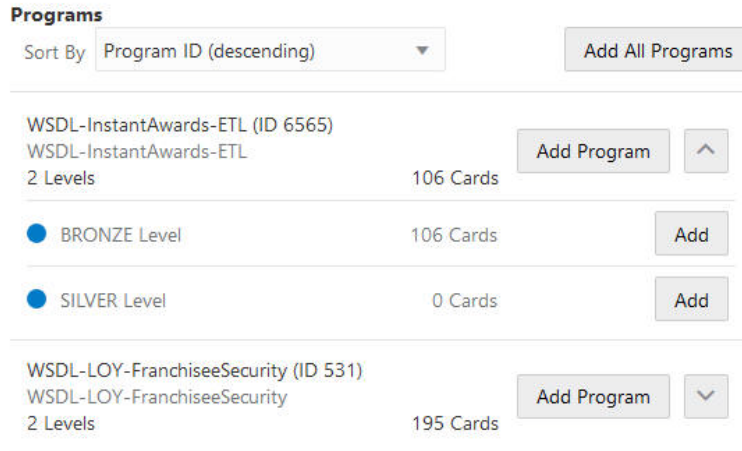 Programs
Sort By Program ID (descending) Add All Programs
WSDL-InstantAwards-ETL (ID 6565)
WSDL-InstantAwards-ETL Add Program
2 Levels 106 Cards
BRONZE Level 106 Cards Add
SILVER Level 0 Cards Add
WSDL-LOY-FranchiseeSecurity (ID 531)
WSDL-LOY-FranchiseeSecurity Add Program
2 Levels 195 Cards